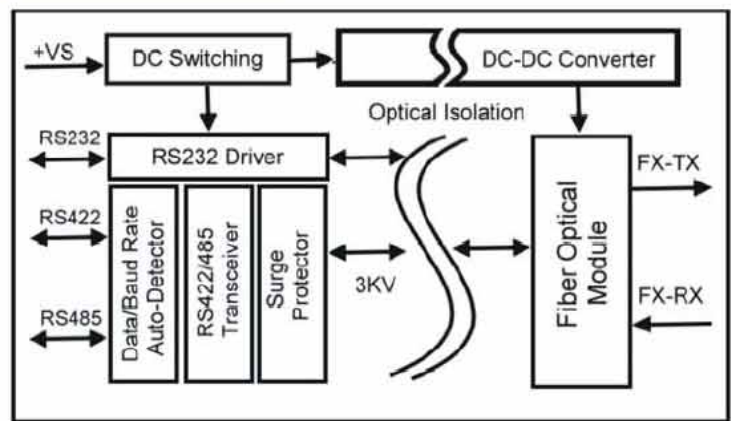 +VS
DC Switching
DC-DC Converter
Optical Isolation
RS232
RS232 Driver
FX-TX
RS422
Data/Baud Rate
Auto-Detector
RS422/485
Transceiver
Surge
Protector
3KV
Fiber Optical
Module
RS485
FX-RX